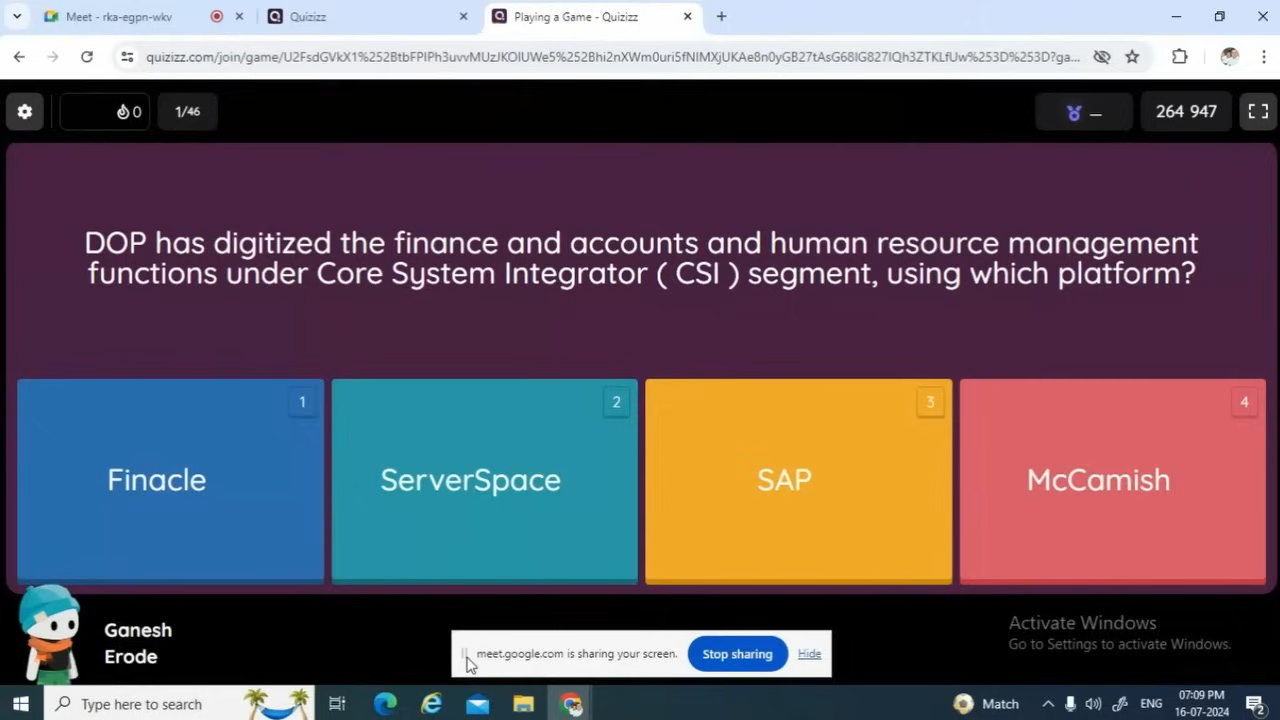 Meet - rka-egpn-wkv
Quizizz
Playing a Game - Quizizz
quizizz.com/join/game/U2FsdGVkX1%252BtbFPIPh3uvvMUzJKOlUWe5%252Bhi2nXWm0uri5fNIMXjUKAe8n0yGB27tAsG68IG827IQh3ZTKLfUw%253D%253D?ga...
0
1/46
264 947
DOP has digitized the finance and accounts and human resource management
functions under Core System Integrator ( CSI ) segment, using which platform?
1
Finacle
2
ServerSpace
3
SAP
4
McCamish
Ganesh
Erode
meet.google.com is sharing your screen.
Stop sharing
Hide
Activate Windows
Go to Settings to activate Windows.
Type here to search
Match
ENG
07:09 PM
16-07-2024
2